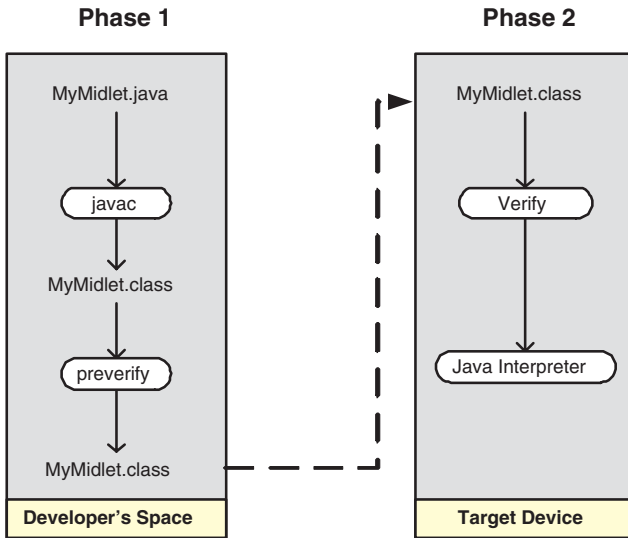 Phase 1
MyMidlet.java
javac
MyMidlet.class
preverify
MyMidlet.class
Developer's Space
Phase 2
MyMidlet.class
Verify
Java Interpreter
Target Device